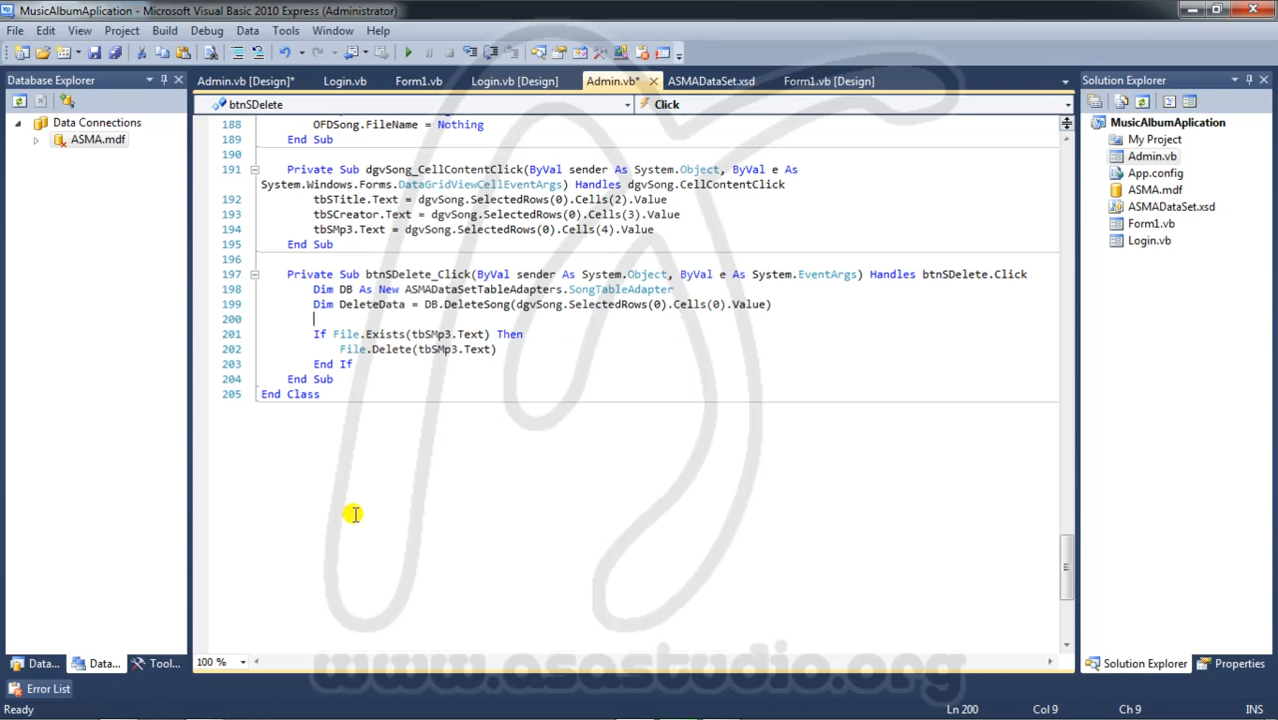 MusicAlbumAplication - Microsoft Visual Basic 2010 Express (Administrator)
File Edit View Project Build Debug Data Tools Window Help
Database Explorer
Data Connections
ASMA.mdf
Admin.vb [Design]* Login.vb Form1.vb Login.vb [Design] Admin.vb* ASMADataSet.xsd Form1.vb [Design]
btnSDelete Click
188 OFDSong.FileName = Nothing
189 End Sub
190
191 Private Sub dgvSong_CellContentClick(ByVal sender As System.Object, ByVal e As
System.Windows.Forms.DataGridViewCellEventArgs) Handles dgvSong.CellContentClick
192 tbSTitle.Text = dgvSong.SelectedRows(0).Cells(2).Value
193 tbSCreator.Text = dgvSong.SelectedRows(0).Cells(3).Value
194 tbSMp3.Text = dgvSong.SelectedRows(0).Cells(4).Value
195 End Sub
196
197 Private Sub btnSDelete_Click(ByVal sender As System.Object, ByVal e As System.EventArgs) Handles btnSDelete.Click
198 Dim DB As New ASMADataSetTableAdapters.SongTableAdapter
199 Dim DeleteData = DB.DeleteSong(dgvSong.SelectedRows(0).Cells(0).Value)
200
201 If File.Exists(tbSMp3.Text) Then
202 File.Delete(tbSMp3.Text)
203 End If
204 End Sub
205 End Class
Solution Explorer
MusicAlbumAplication
My Project
Admin.vb
App.config
ASMA.mdf
ASMADataSet.xsd
Form1.vb
Login.vb
100 %
www.asastudio.org
Data... Data... Tool...
Solution Explorer Properties
Error List
Ready Ln 200 Col 9 Ch 9 INS